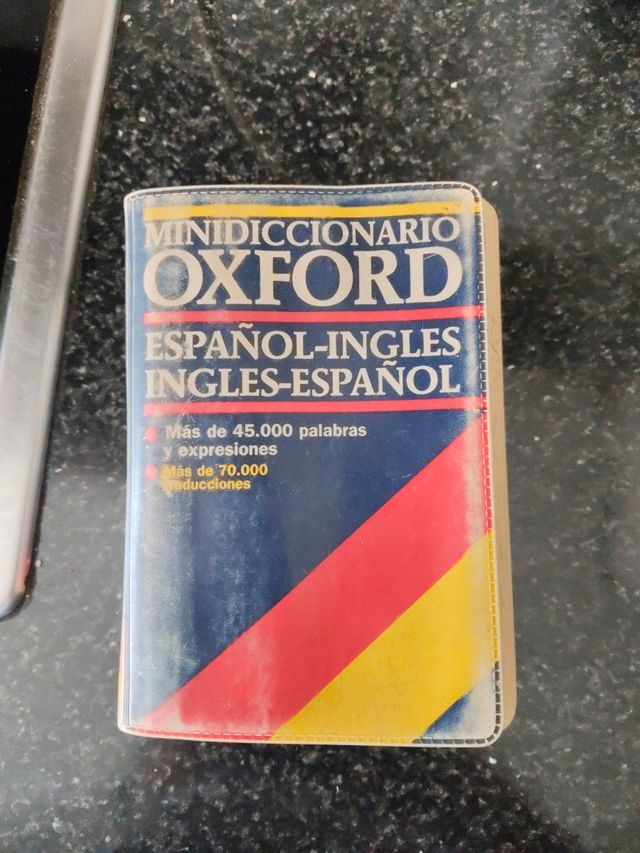 MINIDICCIONARIO
OXFORD
ESPAÑOL-INGLES
INGLES-ESPAÑOL
Más de 45.000 palabras
y expresiones
Más de 70.000
traducciones